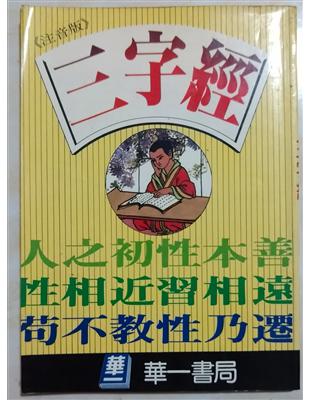 《注音版》
三字經
人之初性本善
性相近習相遠
苟不教性乃遷
華一
華一書局